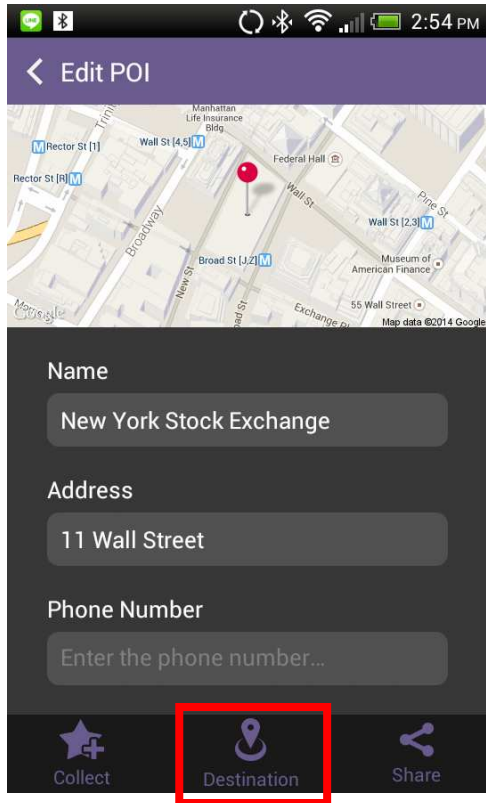 LINE
2:54 PM
Edit POI
Manhattan
Life Insurance
Bldg
M Rector St [1]
Wall St [4,5] M
Federal Hall
Rector St [R] M
Wall St
Pine St
Wall St [2,3] M
Broadway
Broad St [J,Z] M
Museum of
American Finance
New St
55 Wall Street
Exchange Pl
Google
Map data ©2014 Google
Name
New York Stock Exchange
Address
11 Wall Street
Phone Number
Enter the phone number...
Collect
Destination
Share